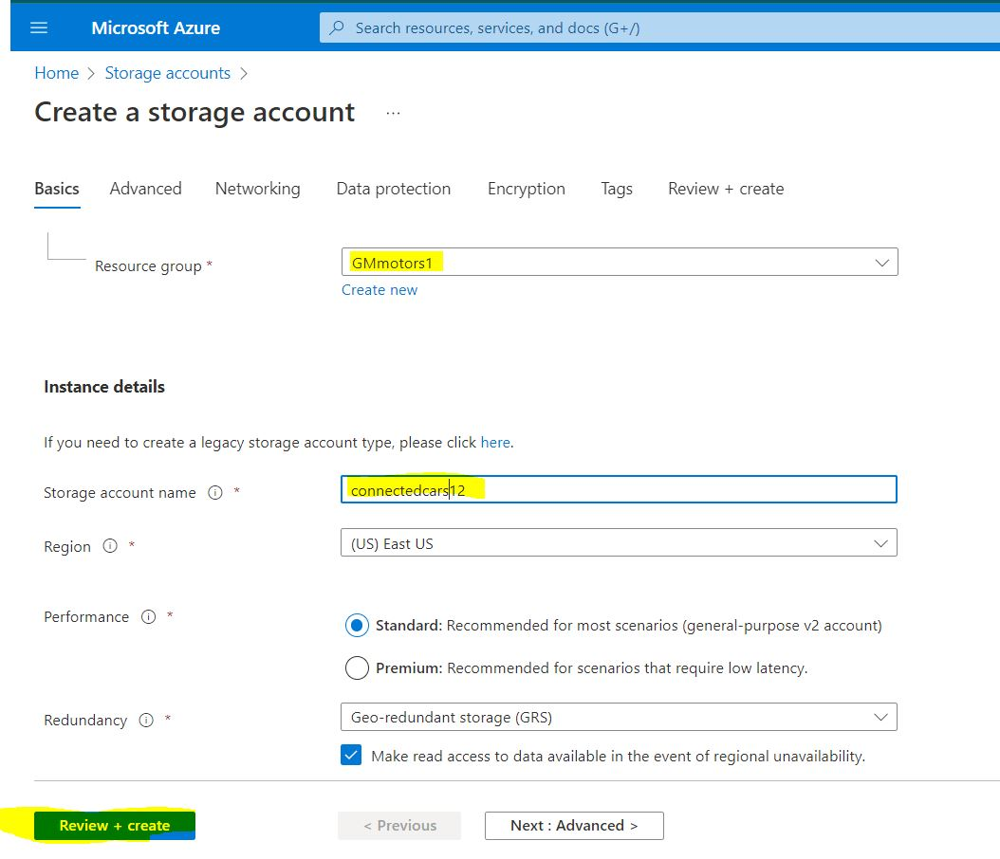 Microsoft Azure
Search resources, services, and docs (G+/)
Home > Storage accounts >
Create a storage account ...
Basics Advanced Networking Data protection Encryption Tags Review + create
Resource group * GMmotors1
Create new
Instance details
If you need to create a legacy storage account type, please click here.
Storage account name * connectedcars12
Region * (US) East US
Performance * Standard: Recommended for most scenarios (general-purpose v2 account)
Premium: Recommended for scenarios that require low latency.
Redundancy * Geo-redundant storage (GRS)
Make read access to data available in the event of regional unavailability.
Review + create < Previous Next : Advanced >